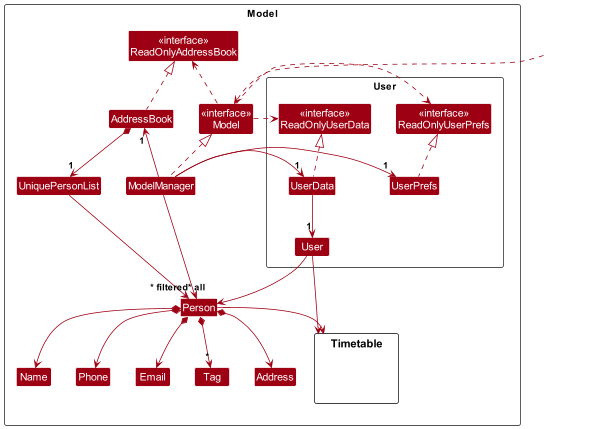 Model
«interface»
ReadOnlyAddressBook
User
AddressBook
«interface»
Model
«interface»
ReadOnlyUserData
«interface»
ReadOnlyUserPrefs
1
1
1
1
UniquePersonList
ModelManager
UserData
UserPrefs
1
User
* filtered
* all
Person
Timetable
*
Name
Phone
Email
Tag
Address